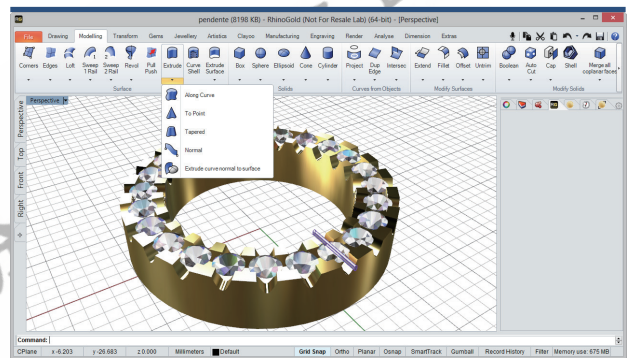 pendente (8198 KB) - RhinoGold (Not For Resale Lab) (64-bit) - [Perspective]
File Drawing Modelling Transform Gems Jewellery Artistics Clayoo Manufacturing Engraving Render Analyse Dimension Extras
Corners Edges Loft Sweep 1 Rail Sweep 2 Rail Revol Pull Push Extrude Curve Shell Extrude Surface Box Sphere Ellipsoid Cone Cylinder Project Dup Edge Intersec Extend Fillet Offset Untrim Boolean Auto Cut Cap Shell Merge all coplanar faces
Surface Solids Curves from Objects Modify Surfaces Modify Solids
Along Curve
To Point
Tapered
Normal
Extrude curve normal to surface
Perspective
Perspective
Top
Front
Right
Command:
CPlane x -6.203 y -26.683 z 0.000 Millimeters Default Grid Snap Ortho Planar Osnap SmartTrack Gumball Record History Filter Memory use: 675 MB